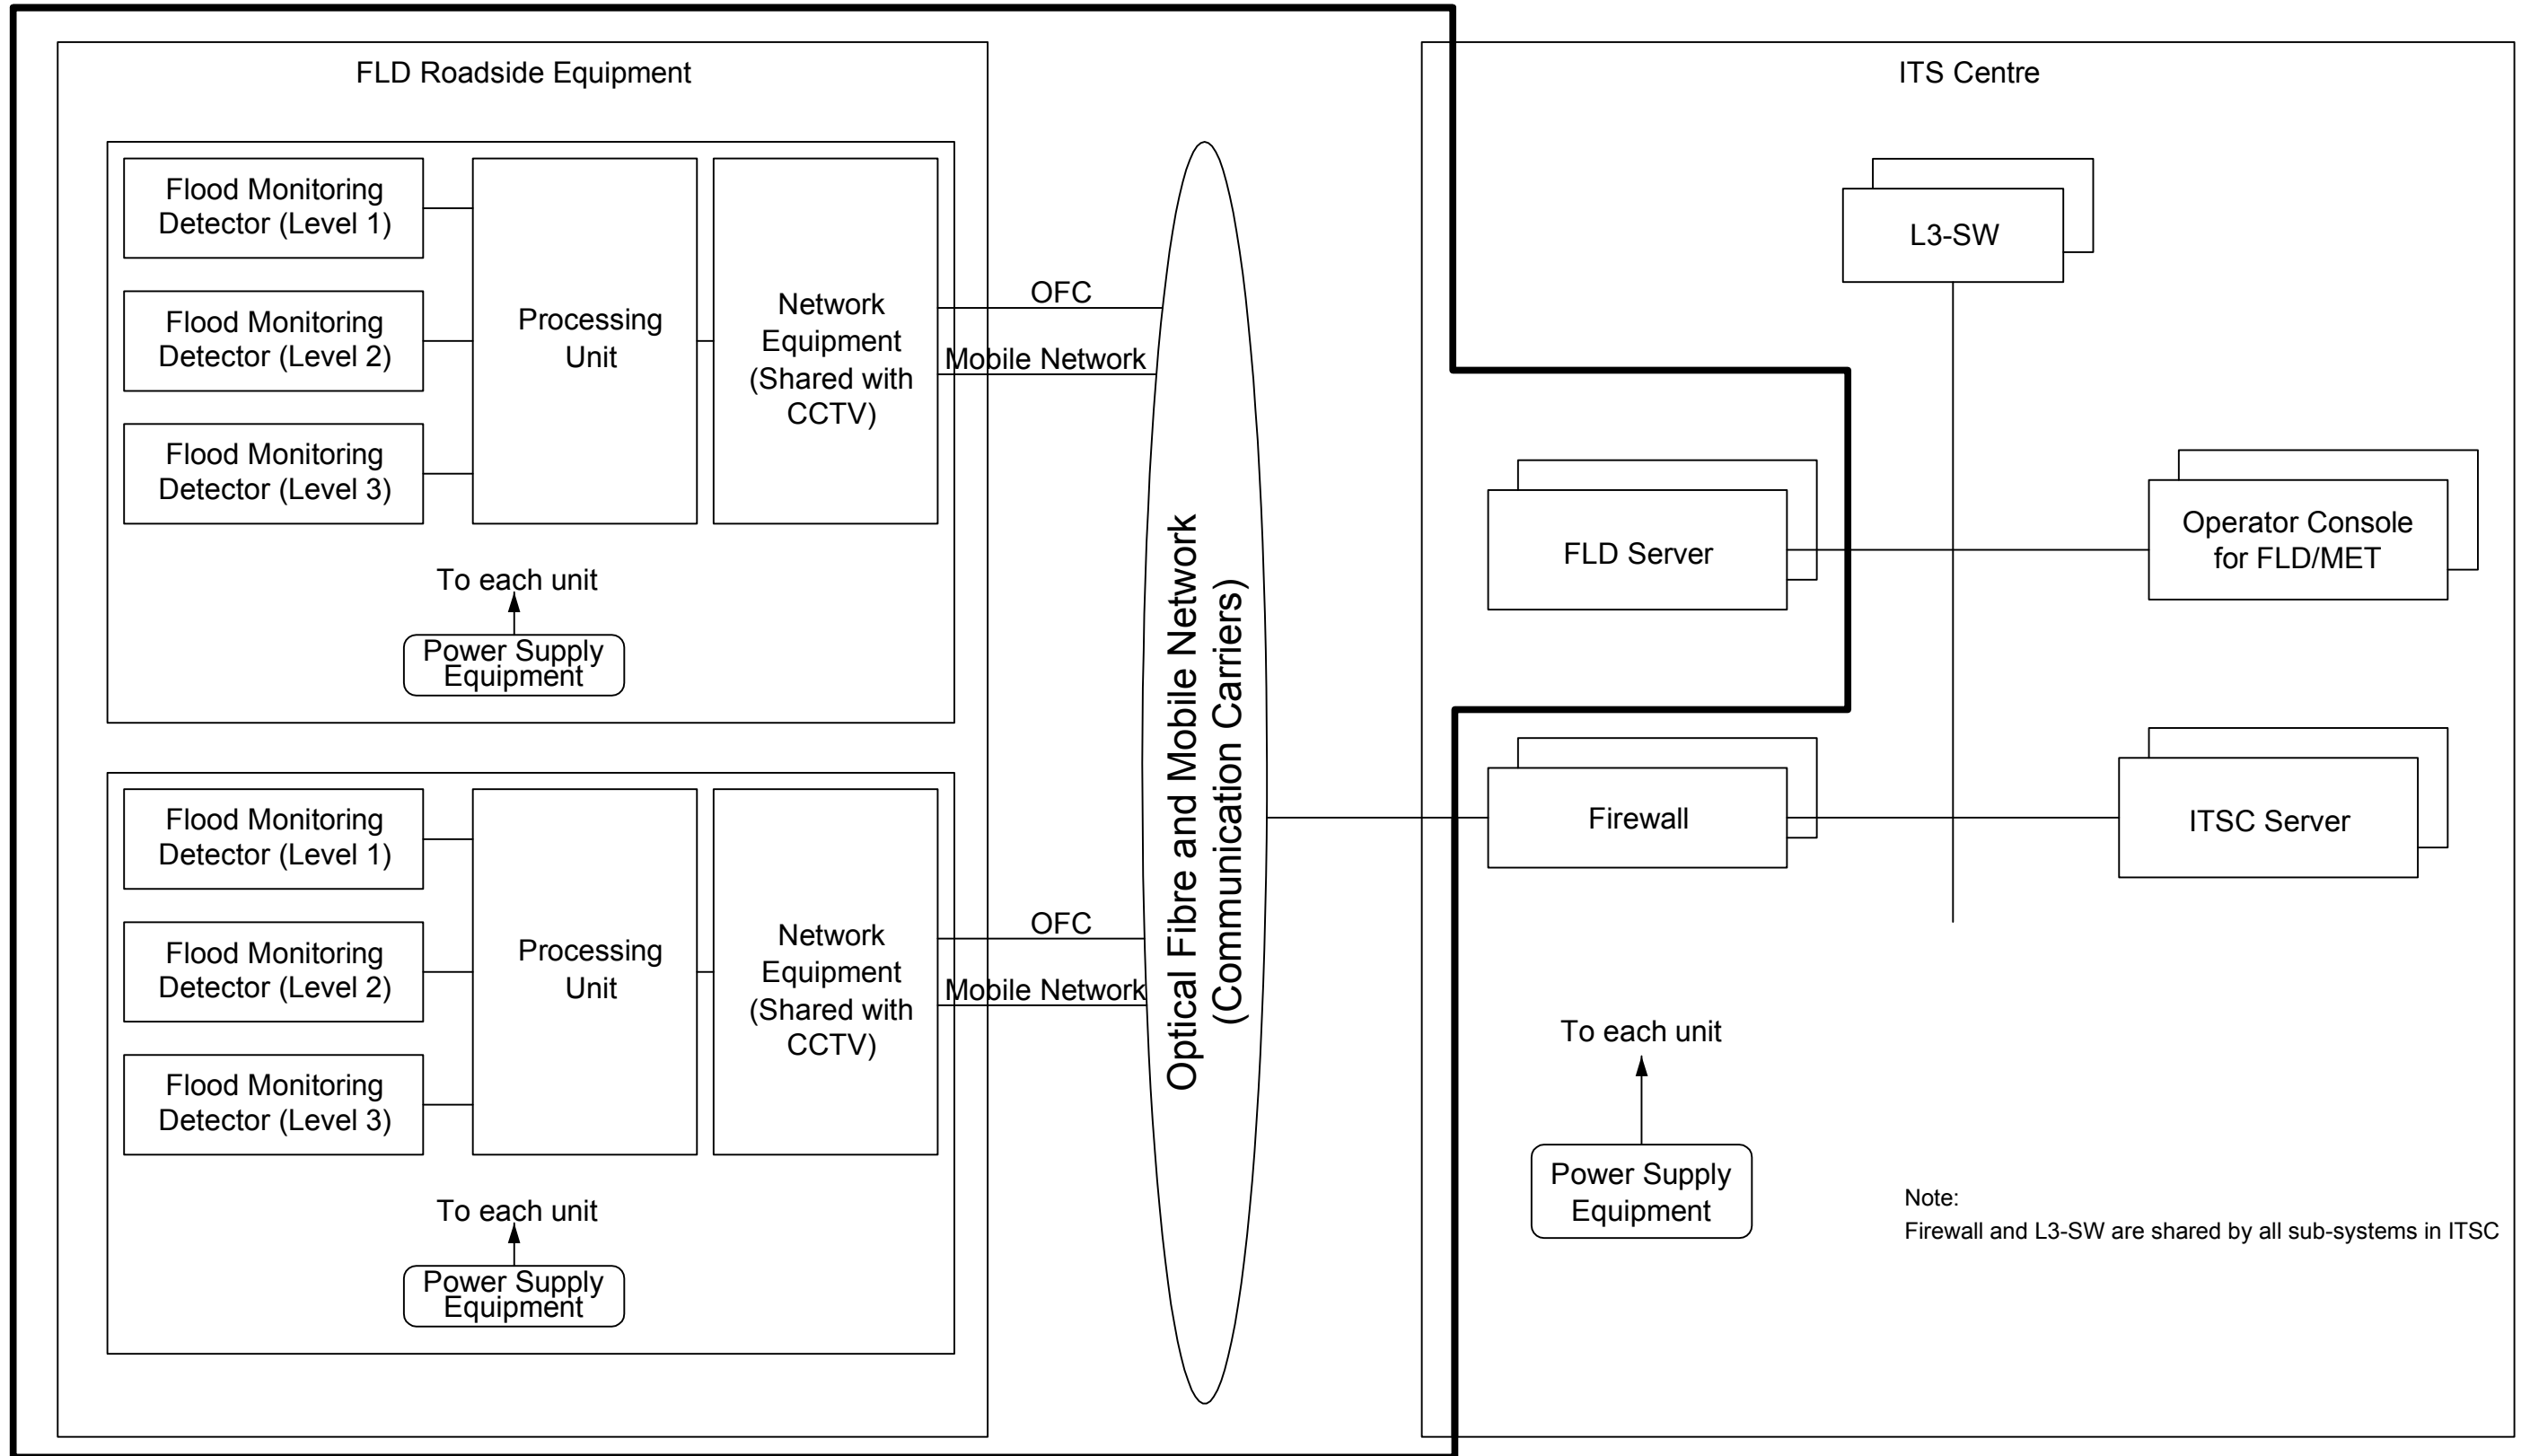 FLD Roadside Equipment
Flood Monitoring
Detector (Level 1)
Flood Monitoring
Detector (Level 2)
Flood Monitoring
Detector (Level 3)
Processing
Unit
Network
Equipment
(Shared with
CCTV)
OFC
Mobile Network
To each unit
Power Supply
Equipment
Flood Monitoring
Detector (Level 1)
Flood Monitoring
Detector (Level 2)
Flood Monitoring
Detector (Level 3)
Processing
Unit
Network
Equipment
(Shared with
CCTV)
OFC
Mobile Network
To each unit
Power Supply
Equipment
Optical Fibre and Mobile Network
(Communication Carriers)
ITS Centre
L3-SW
FLD Server
Operator Console
for FLD/MET
Firewall
ITSC Server
To each unit
Power Supply
Equipment
Note:
Firewall and L3-SW are shared by all sub-systems in ITSC